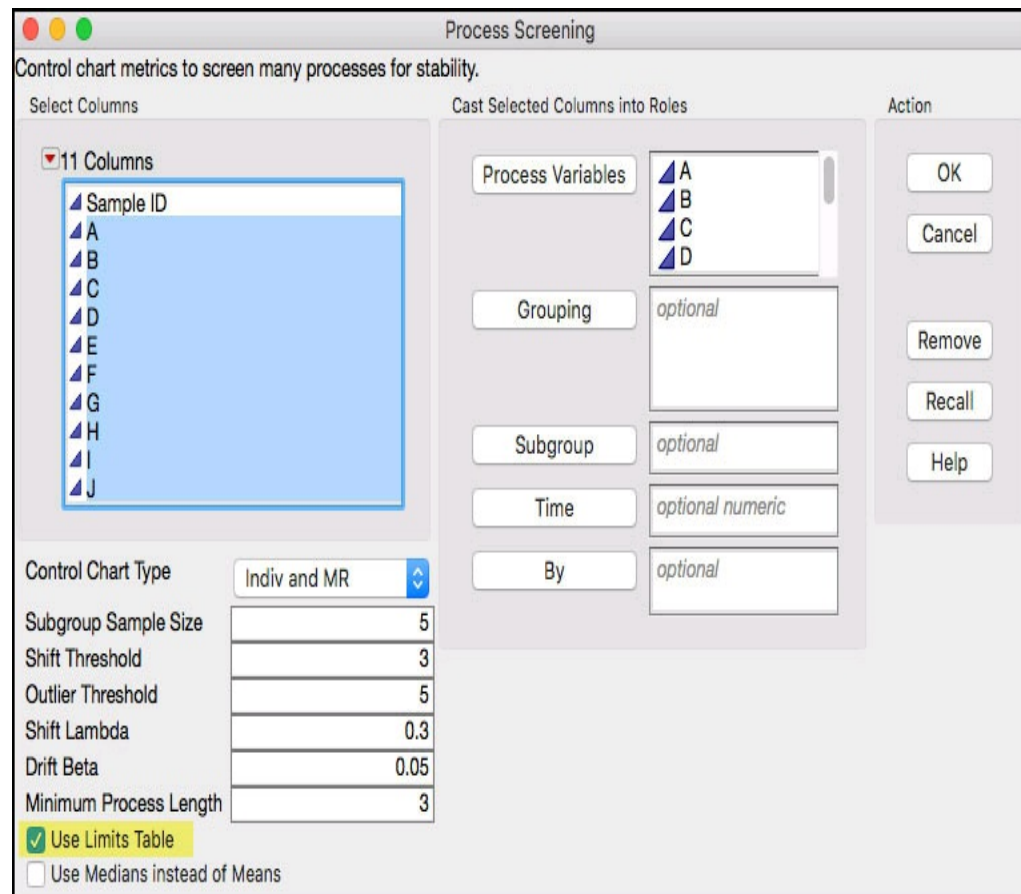 Process Screening
Control chart metrics to screen many processes for stability.
Select Columns
11 Columns
Sample ID
A
B
C
D
E
F
G
H
I
J
Control Chart Type Indiv and MR
Subgroup Sample Size 5
Shift Threshold 3
Outlier Threshold 5
Shift Lambda 0.3
Drift Beta 0.05
Minimum Process Length 3
Use Limits Table
Use Medians instead of Means
Cast Selected Columns into Roles
Process Variables
A
B
C
D
Grouping optional
Subgroup optional
Time optional numeric
By optional
Action
OK
Cancel
Remove
Recall
Help